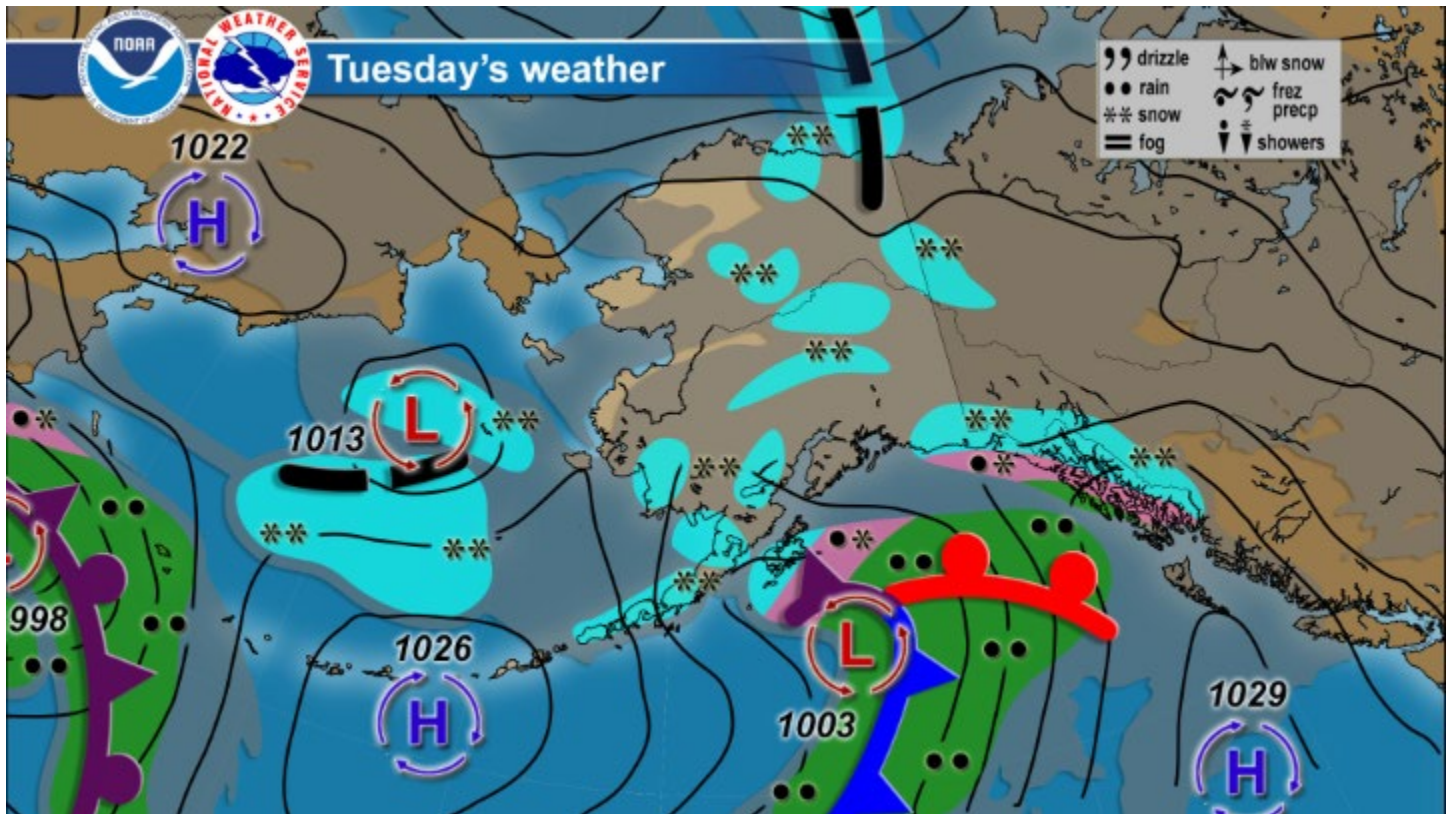 NOAA
NATIONAL WEATHER SERVICE
Tuesday's weather
drizzle
blw snow
rain
frez
precp
snow
fog
showers
1022
H
L
1013
998
1026
H
L
1003
1029
H